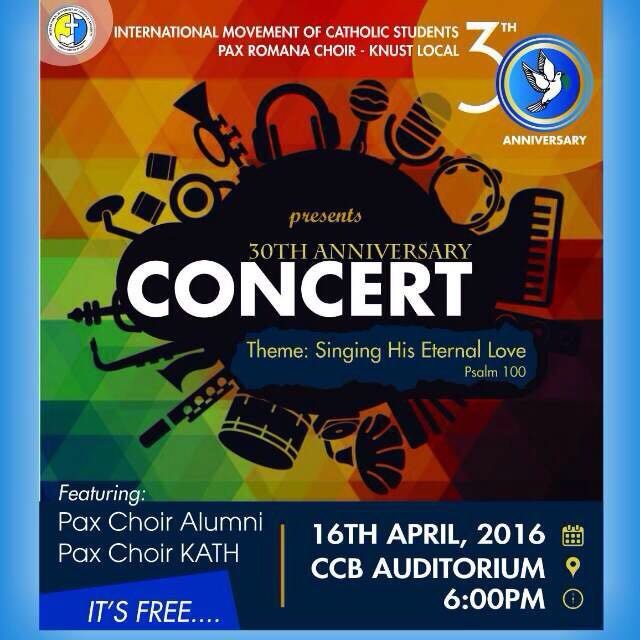 INTERNATIONAL MOVEMENT OF CATHOLIC STUDENTS
PAX ROMANA CHOIR - KNUST LOCAL
30TH
ANNIVERSARY
presents
30TH ANNIVERSARY
CONCERT
Theme: Singing His Eternal Love
Psalm 100
Featuring:
Pax Choir Alumni
Pax Choir KATH
IT'S FREE....
16TH APRIL, 2016
CCB AUDITORIUM
6:00PM